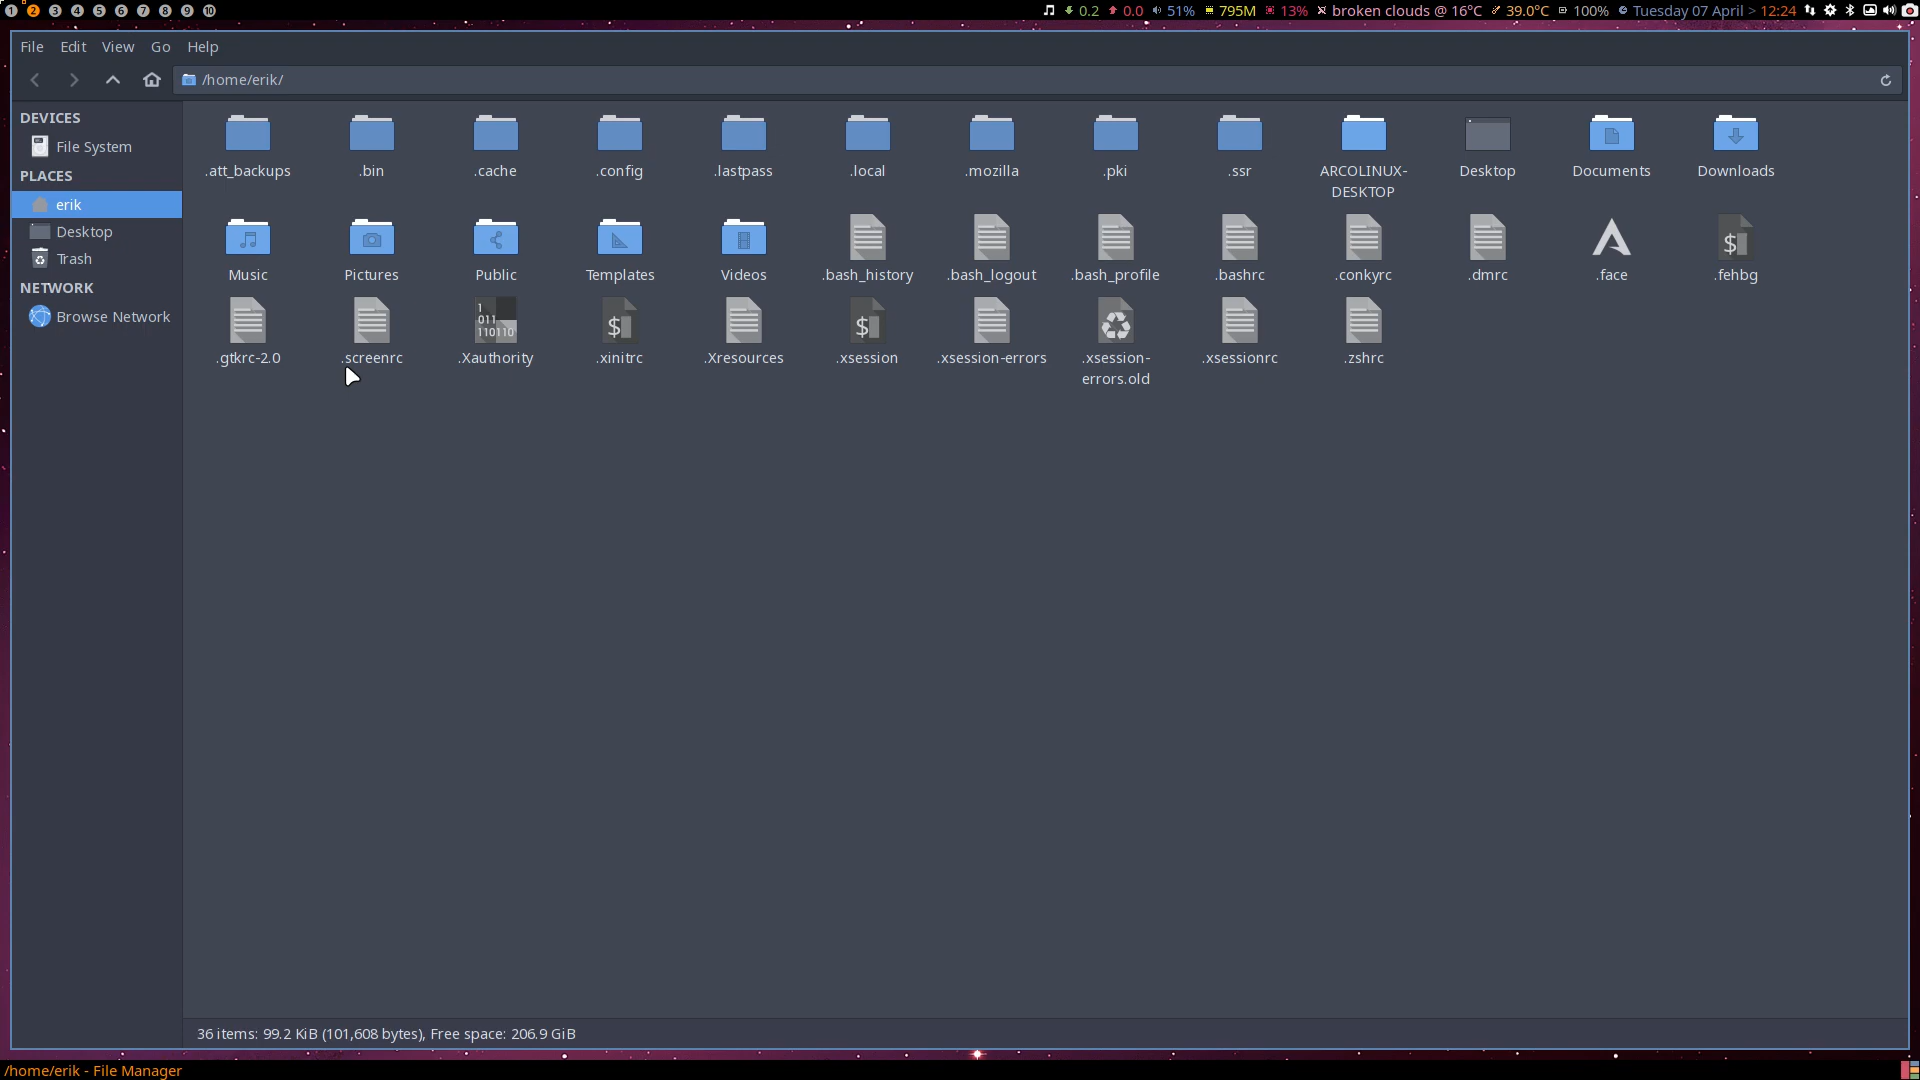 1 2 3 4 5 6 7 8 9 10 0.2 0.0 51% 795M 13% broken clouds @ 16°C 39.0°C 100% Tuesday 07 April > 12:24
File Edit View Go Help
/home/erik/
DEVICES
File System
PLACES
erik
Desktop
Trash
NETWORK
Browse Network
.att_backups .bin .cache .config .lastpass .local .mozilla .pki .ssr ARCOLINUX-DESKTOP Desktop Documents Downloads
Music Pictures Public Templates Videos .bash_history .bash_logout .bash_profile .bashrc .conkyrc .dmrc .face .fehbg
1
011
110110
$ $ $
.gtkrc-2.0 .screenrc .Xauthority .xinitrc .Xresources .xsession .xsession-errors .xsession-errors.old .xsessionrc .zshrc
36 items: 99.2 KiB (101,608 bytes), Free space: 206.9 GiB
/home/erik - File Manager